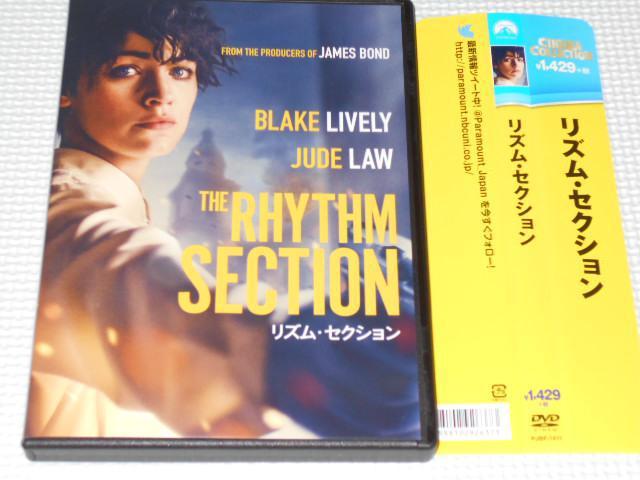 FROM THE PRODUCERS OF JAMES BOND
BLAKE LIVELY
JUDE LAW
THE RHYTHM
SECTION
リズム・セクション
最新情報ツイート中! @Paramount_Japan を今すぐフォロー!
http://paramount.nbcuni.co.jp/
CINEMA
COLLECTION
¥1,429+税
リズム・セクション
リズム・セクション
¥1,429
+税
DVD